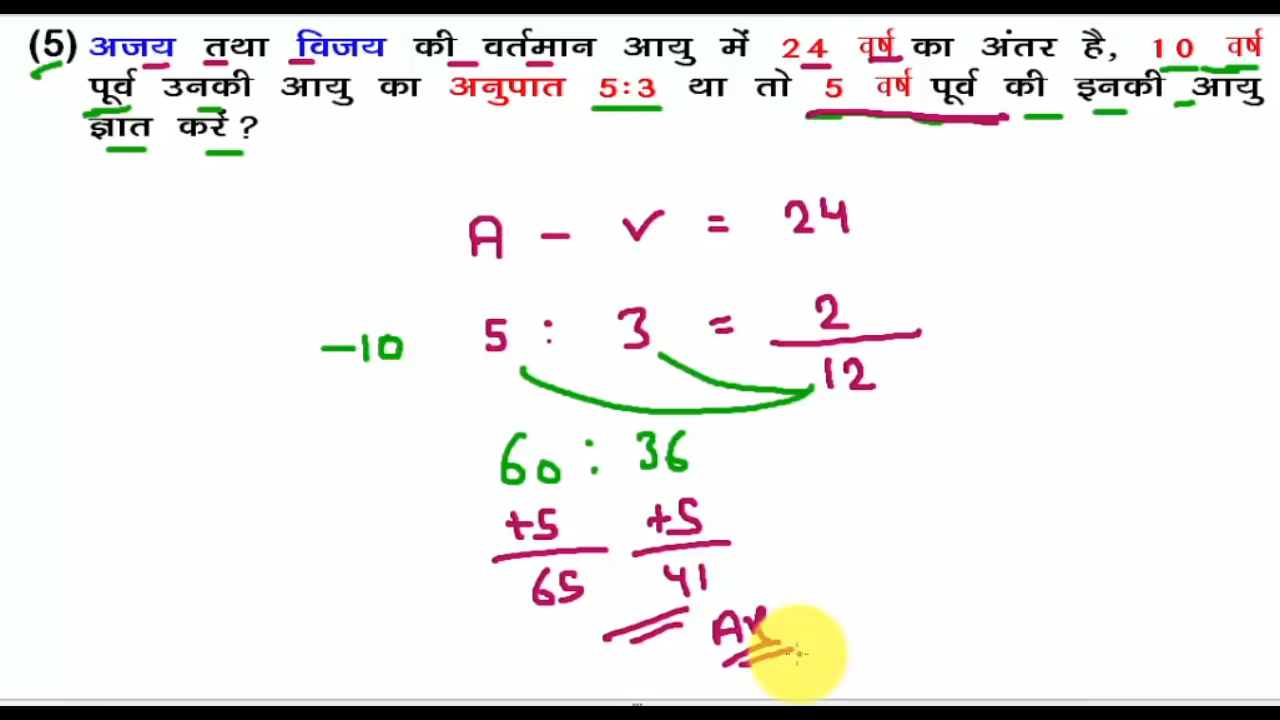 (5) अजय तथा विजय की वर्तमान आयु में 24 वर्ष का अंतर है, 10 वर्ष
पूर्व उनकी आयु का अनुपात 5:3 था तो 5 वर्ष पूर्व की इनकी आयु
ज्ञात करें ?
A - V = 24
-10 5 : 3 = 2
12
60 : 36
+5 +5
65 41